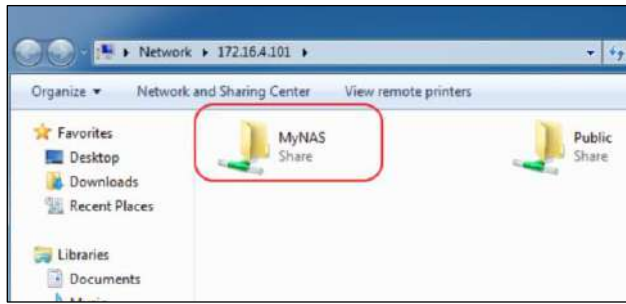 Network ▸ 172.16.4.101 ▸
Organize ▾ Network and Sharing Center View remote printers
Favorites
Desktop
Downloads
Recent Places
Libraries
Documents
MyNAS
Share
Public
Share